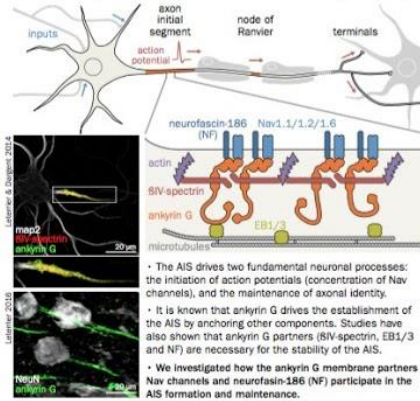 axon
initial
segment
node of
Ranvier
terminals
inputs
action
potential
neurofascin-186
(NF)
Nav1.1/1.2/1.6
actin
ßIV-spectrin
ankyrin G
EB1/3
microtubules
Leterrier & Dargent 2014
map2
ßIV-spectrin
ankyrin G
20 µm
Leterrier 2016
NeuN
ankyrin G
20 µm
• The AIS drives two fundamental neuronal processes:
the initiation of action potentials (concentration of Nav
channels), and the maintenance of axonal identity.
• It is known that ankyrin G drives the establishment of
the AIS by anchoring other components. Studies have
also shown that ankyrin G partners (ßIV-spectrin, EB1/3
and NF) are necessary for the stability of the AIS.
• We investigated how the ankyrin G membrane partners
Nav channels and neurofasin-186 (NF) participate in the
AIS formation and maintenance.